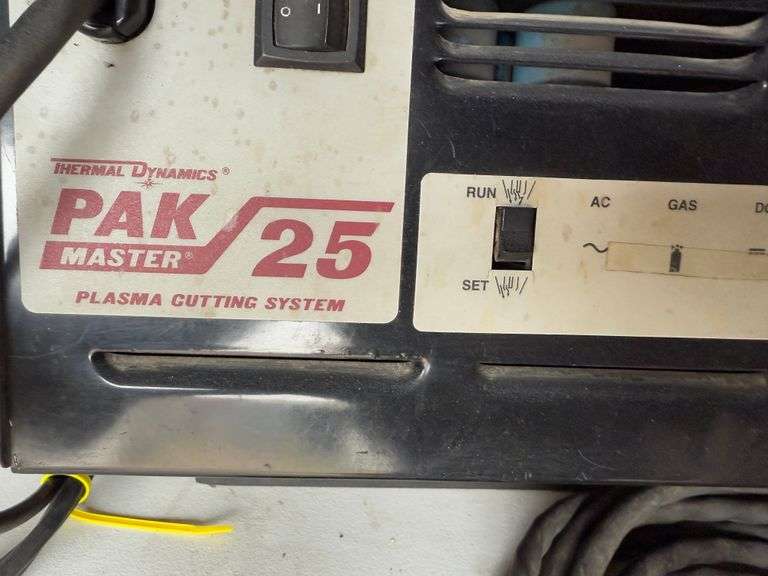 O I
THERMAL DYNAMICS®
PAK
MASTER® 25
PLASMA CUTTING SYSTEM
RUN
SET
AC GAS